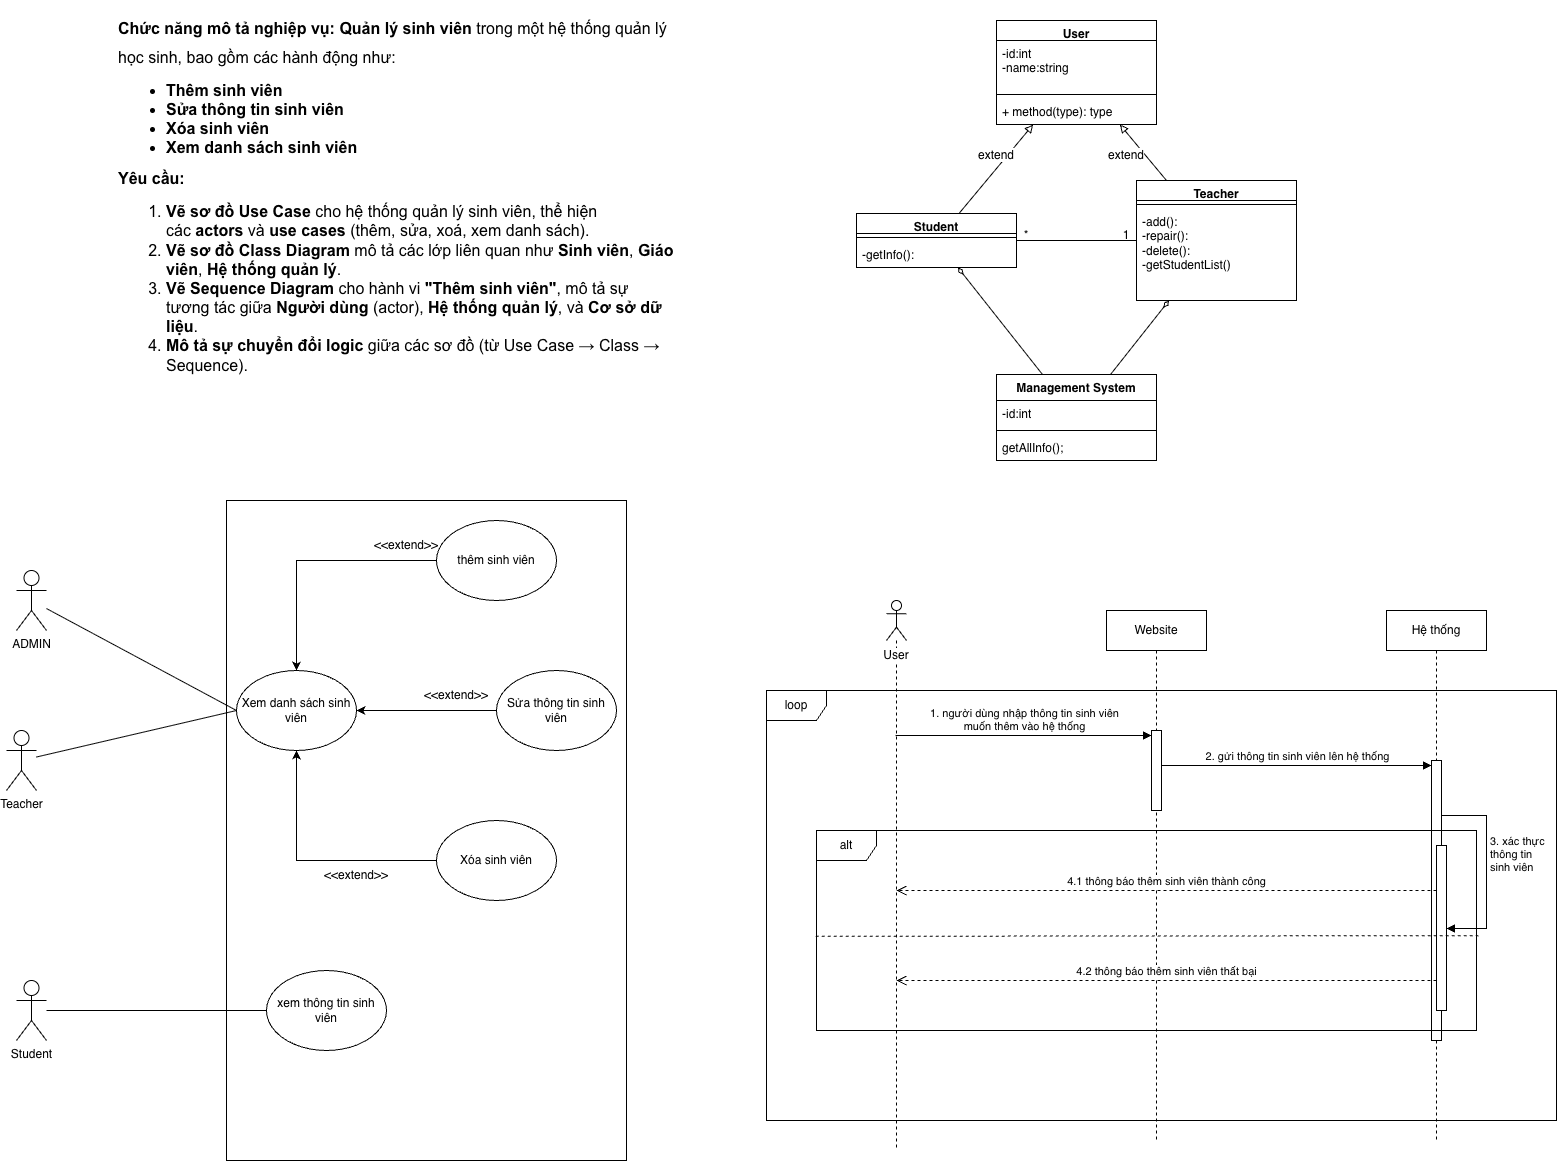 Chức năng mô tả nghiệp vụ: Quản lý sinh viên trong một hệ thống quản lý
học sinh, bao gồm các hành động như:
• Thêm sinh viên
• Sửa thông tin sinh viên
• Xóa sinh viên
• Xem danh sách sinh viên
Yêu cầu:
1. Vẽ sơ đồ Use Case cho hệ thống quản lý sinh viên, thể hiện
các actors và use cases (thêm, sửa, xoá, xem danh sách).
2. Vẽ sơ đồ Class Diagram mô tả các lớp liên quan như Sinh viên, Giáo
viên, Hệ thống quản lý.
3. Vẽ Sequence Diagram cho hành vi "Thêm sinh viên", mô tả sự
tương tác giữa Người dùng (actor), Hệ thống quản lý, và Cơ sở dữ
liệu.
4. Mô tả sự chuyển đổi logic giữa các sơ đồ (từ Use Case → Class →
Sequence).
User
-id:int
-name:string
+ method(type): type
extend
extend
Teacher
-add():
-repair():
-delete():
-getStudentList()
Student
-getInfo():
*
1
Management System
-id:int
getAllInfo();
<<extend>>
thêm sinh viên
ADMIN
<<extend>>
Xem danh sách sinh
viên
Sửa thông tin sinh
viên
Teacher
Xóa sinh viên
<<extend>>
xem thông tin sinh
viên
Student
User
Website
Hệ thống
loop
1. người dùng nhập thông tin sinh viên
muốn thêm vào hệ thống
2. gửi thông tin sinh viên lên hệ thống
alt
3. xác thực
thông tin
sinh viên
4.1 thông báo thêm sinh viên thành công
4.2 thông báo thêm sinh viên thất bại